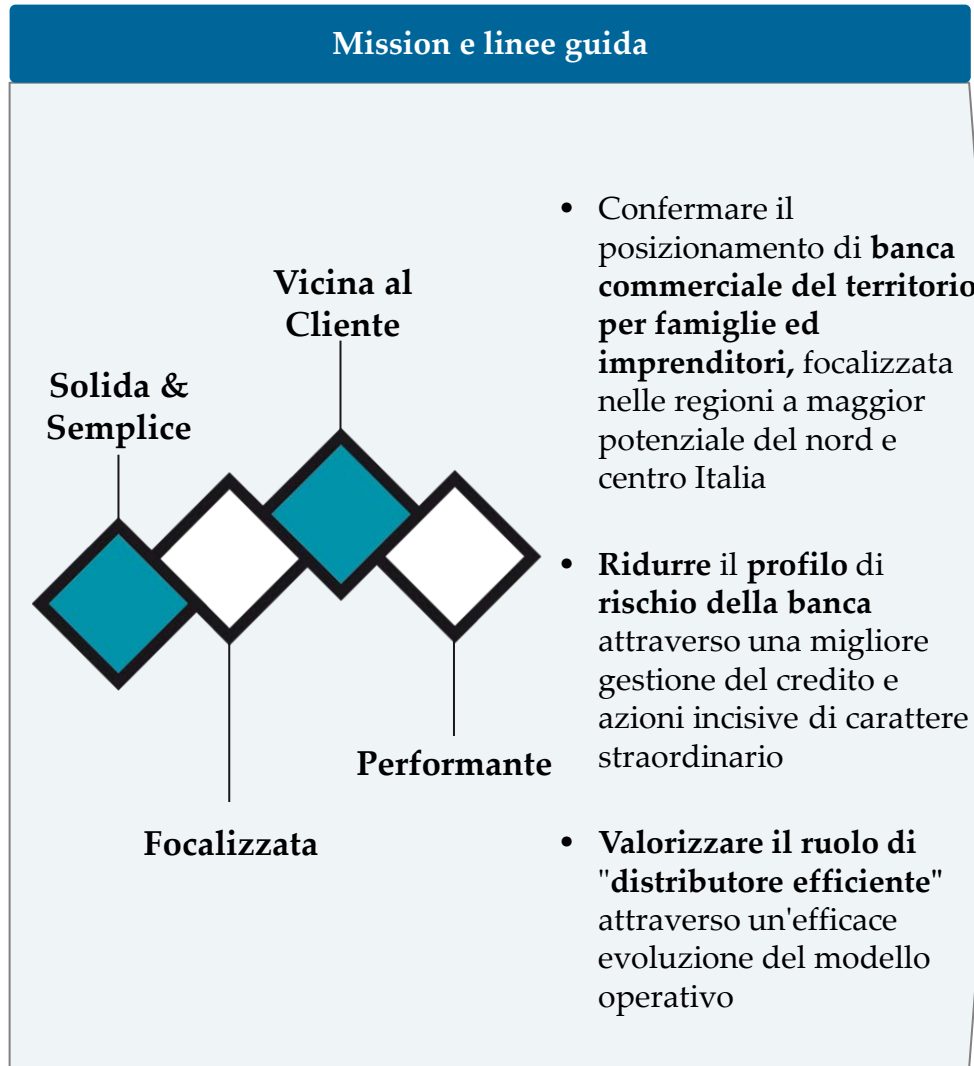 Mission e linee guida
Vicina al
Cliente
Solida &
Semplice
Performante
Focalizzata
• Confermare il
posizionamento di banca
commerciale del territorio
per famiglie ed
imprenditori, focalizzata
nelle regioni a maggior
potenziale del nord e
centro Italia
• Ridurre il profilo di
rischio della banca
attraverso una migliore
gestione del credito e
azioni incisive di carattere
straordinario
• Valorizzare il ruolo di
"distributore efficiente"
attraverso un'efficace
evoluzione del modello
operativo